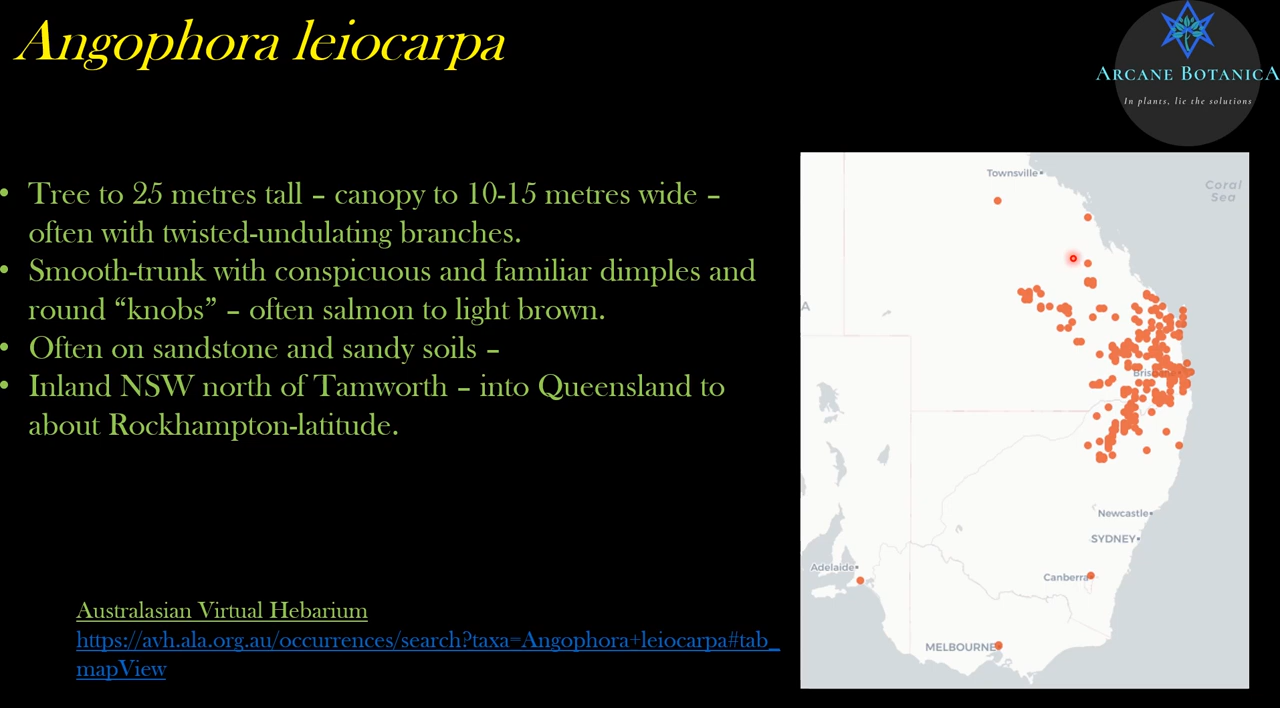 Angophora leiocarpa
ARCANE BOTANICA
In plants, lie the solutions
• Tree to 25 metres tall – canopy to 10-15 metres wide –
often with twisted-undulating branches.
• Smooth-trunk with conspicuous and familiar dimples and
round “knobs” – often salmon to light brown.
• Often on sandstone and sandy soils –
• Inland NSW north of Tamworth – into Queensland to
about Rockhampton-latitude.
Australasian Virtual Hebarium
https://avh.ala.org.au/occurrences/search?taxa=Angophora+leiocarpa#tab_
mapView
Townsville
Coral
Sea
A
Newcastle
SYDNEY
Adelaide
Canberra
MELBOURNE